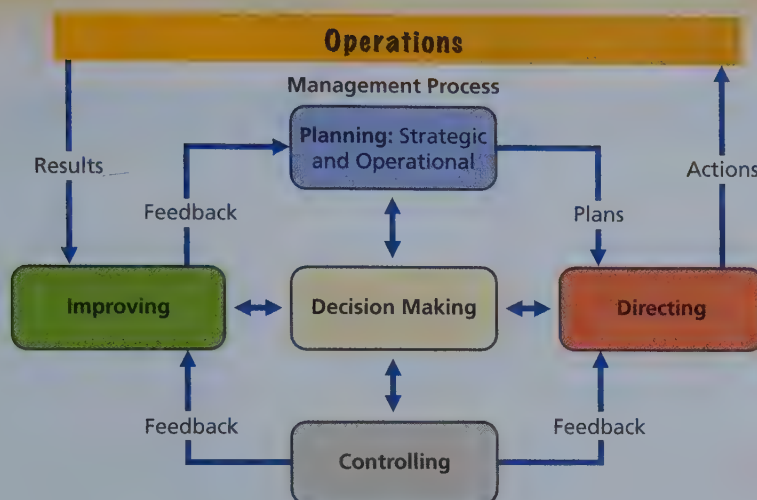 Operations
Management Process
Planning: Strategic
and Operational
Results
Actions
Feedback
Plans
Improving
Decision Making
Directing
Feedback
Feedback
Controlling